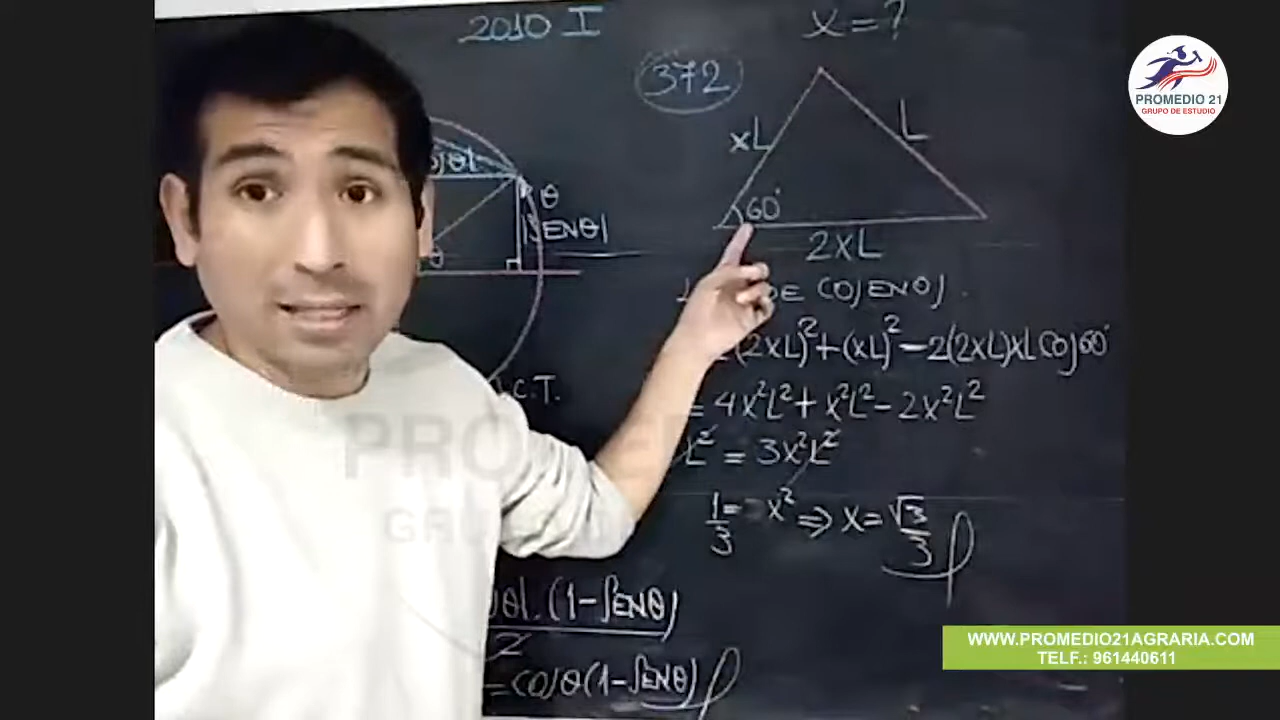 2010 I
x = ?
372
PROMEDIO 21
GRUPO DE ESTUDIO
xL
L
θ
|SENθ|
60°
2xL
θ
DE COSENOS.
(2xL)² + (xL)² - 2(2xL)xL COS60°
C.T.
= 4x²L² + x²L² - 2x²L²
L² = 3x²L²
1/3 = x² ⇒ x = √3/3
(1-SENθ)
2
= COSθ(1-SENθ)
WWW.PROMEDIO21AGRARIA.COM
TELF.: 961440611